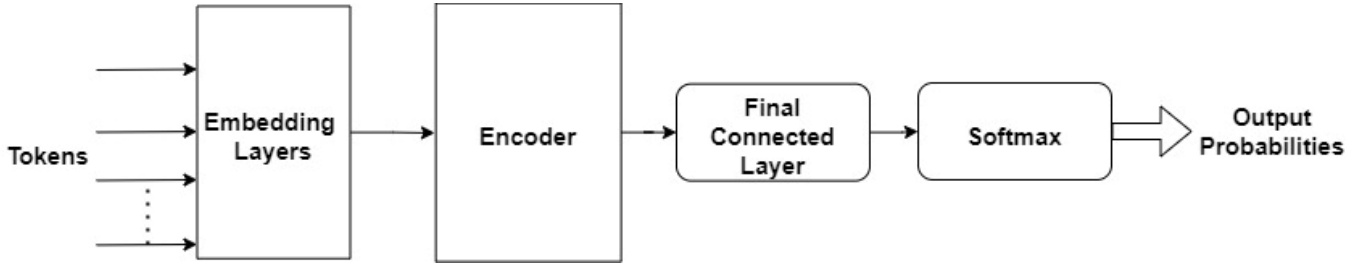 Tokens
Embedding
Layers
Encoder
Final
Connected
Layer
Softmax
Output
Probabilities